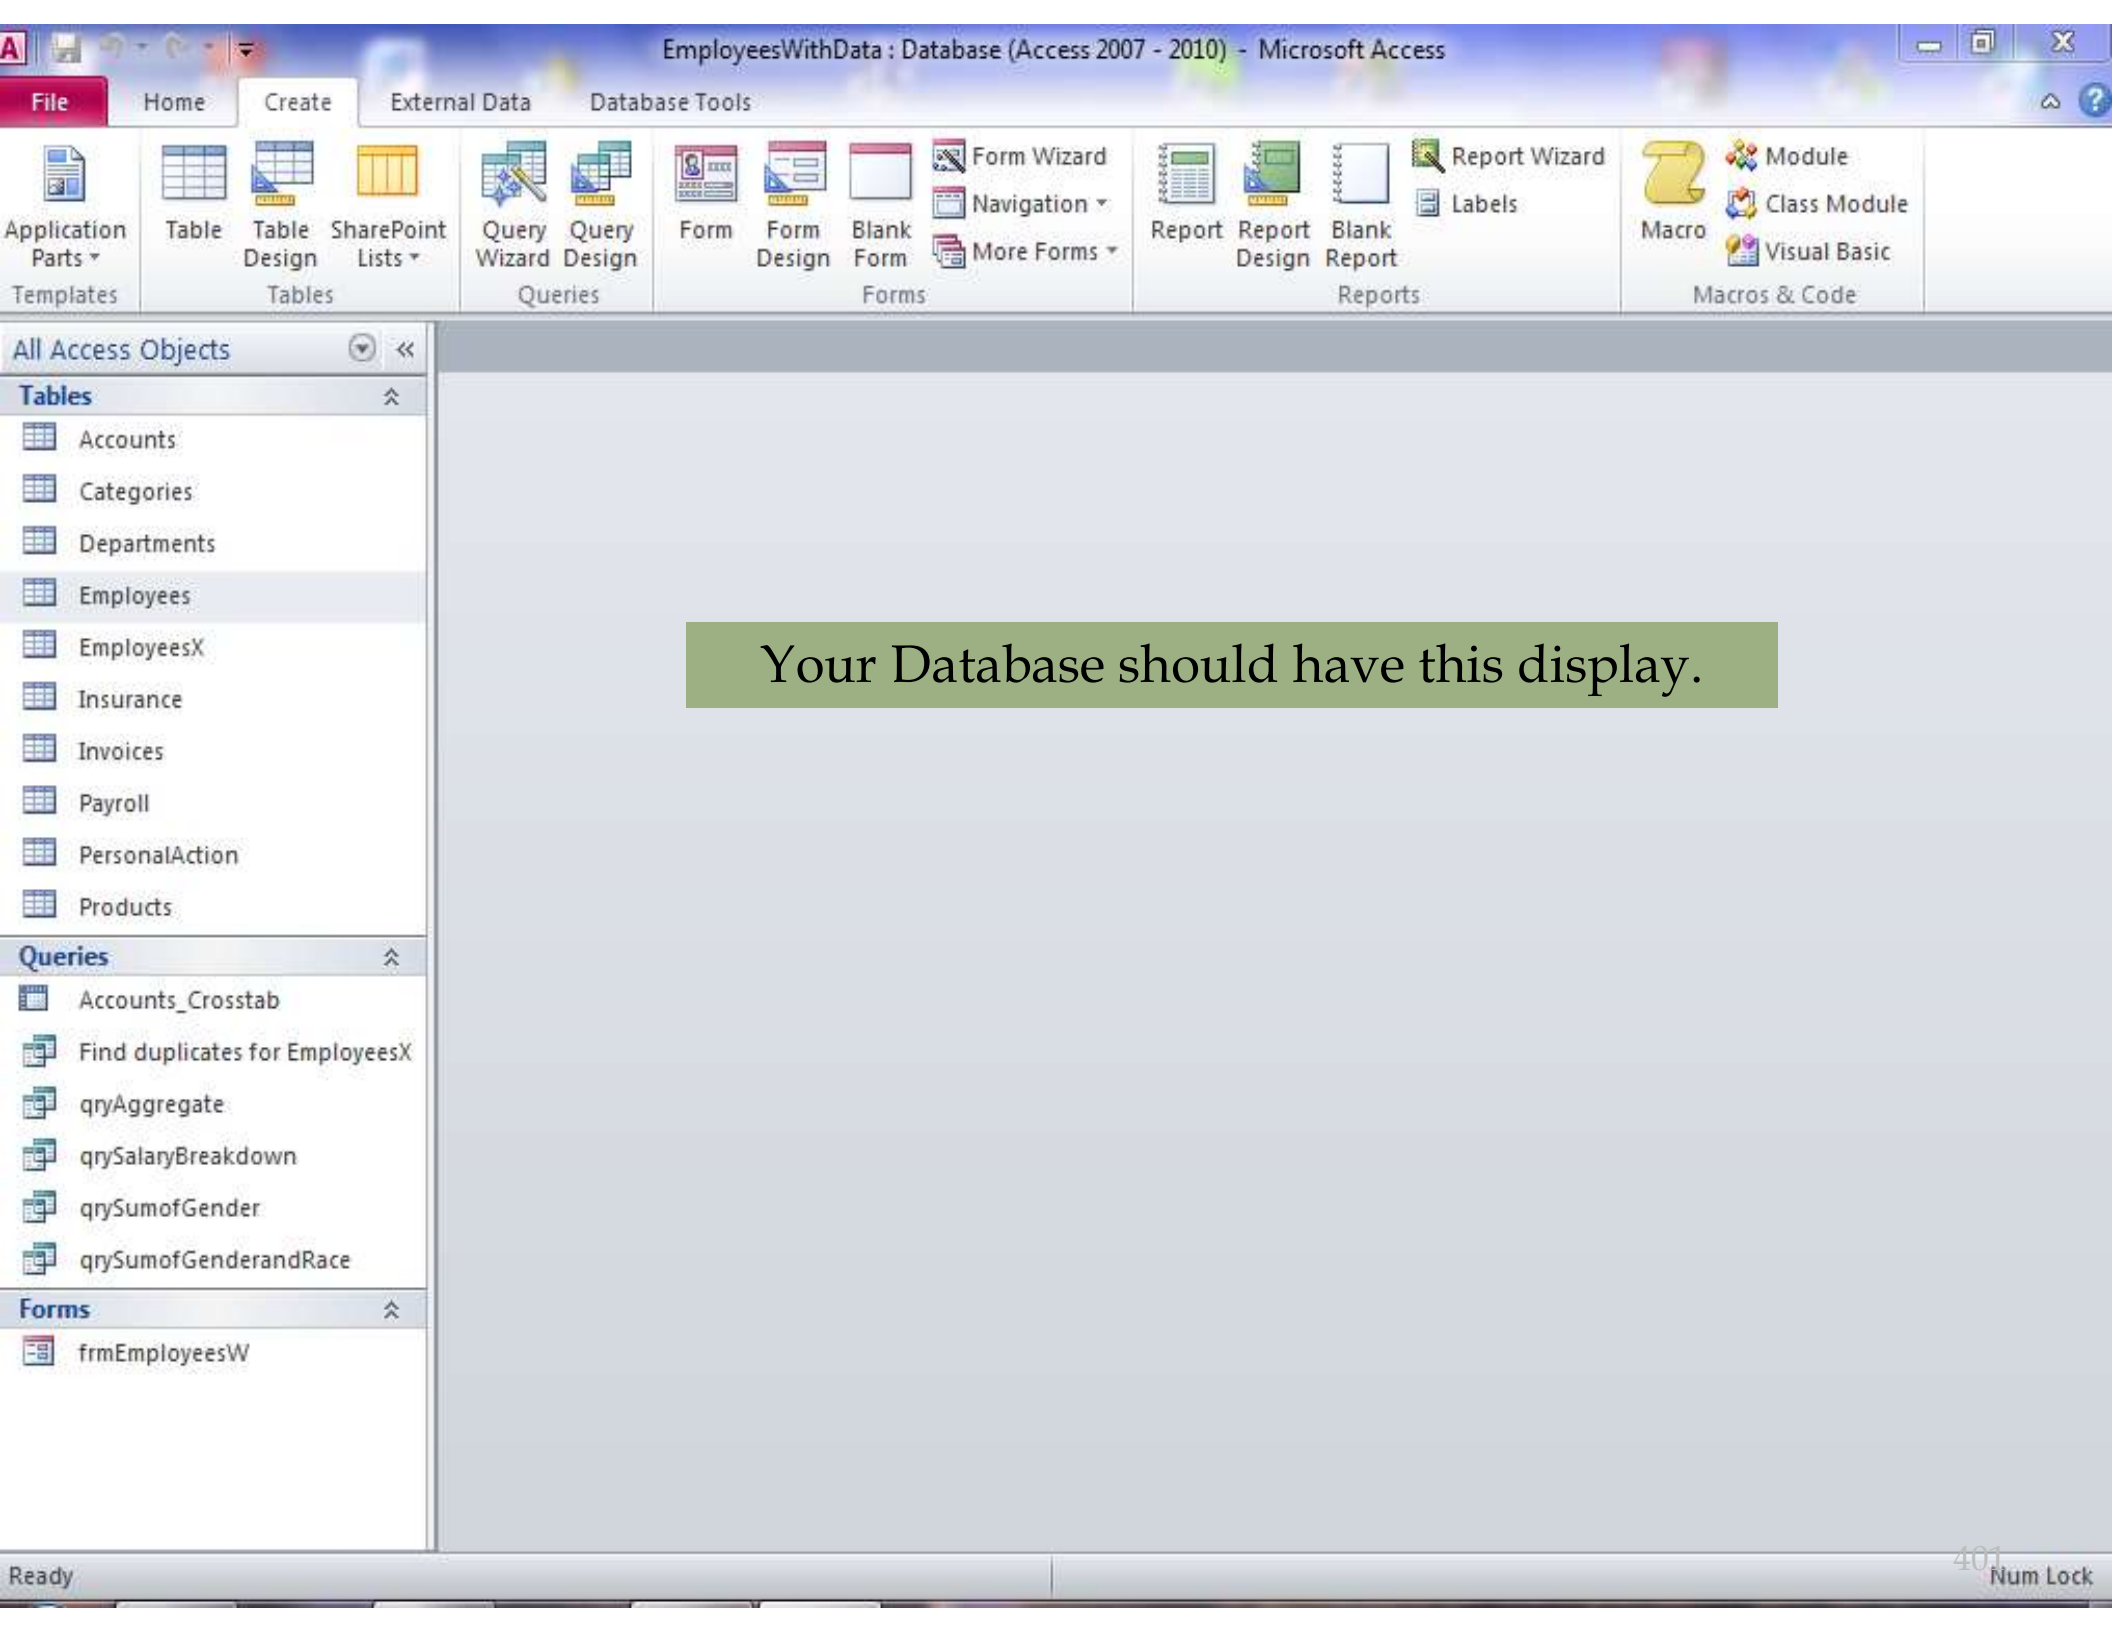 EmployeesWithData : Database (Access 2007 - 2010) - Microsoft Access
File Home Create External Data Database Tools
Application Parts
Table
Table Design
SharePoint Lists
Query Wizard
Query Design
Form
Form Design
Blank Form
Form Wizard
Navigation
More Forms
Report
Report Design
Blank Report
Report Wizard
Labels
Macro
Module
Class Module
Visual Basic
Templates Tables Queries Forms Reports Macros & Code
All Access Objects
Tables
Accounts
Categories
Departments
Employees
EmployeesX
Insurance
Invoices
Payroll
PersonalAction
Products
Queries
Accounts_Crosstab
Find duplicates for EmployeesX
qryAggregate
qrySalaryBreakdown
qrySumofGender
qrySumofGenderandRace
Forms
frmEmployeesW
Your Database should have this display.
401
Ready Num Lock